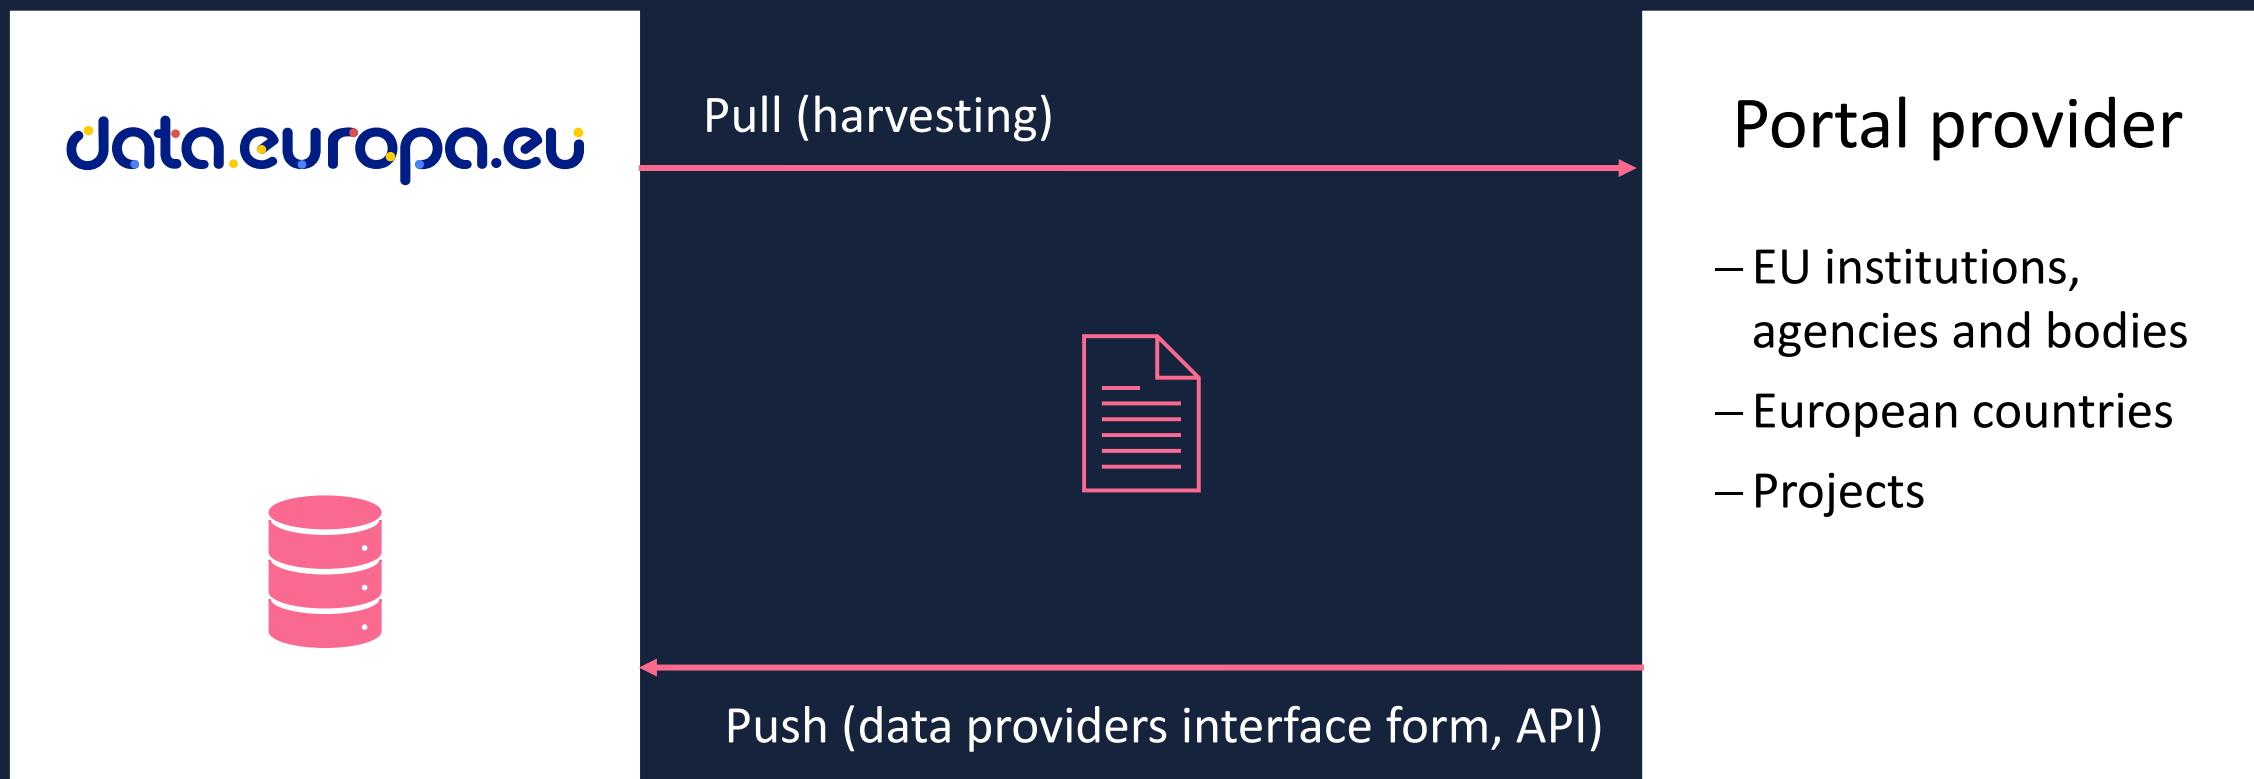 data.europa.eu
Pull (harvesting)
Portal provider
– EU institutions,
agencies and bodies
– European countries
– Projects
Push (data providers interface form, API)